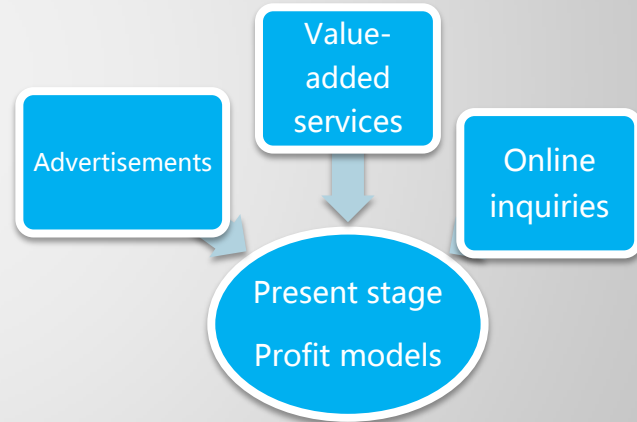 Value-
added
services
Advertisements
Online
inquiries
Present stage
Profit models